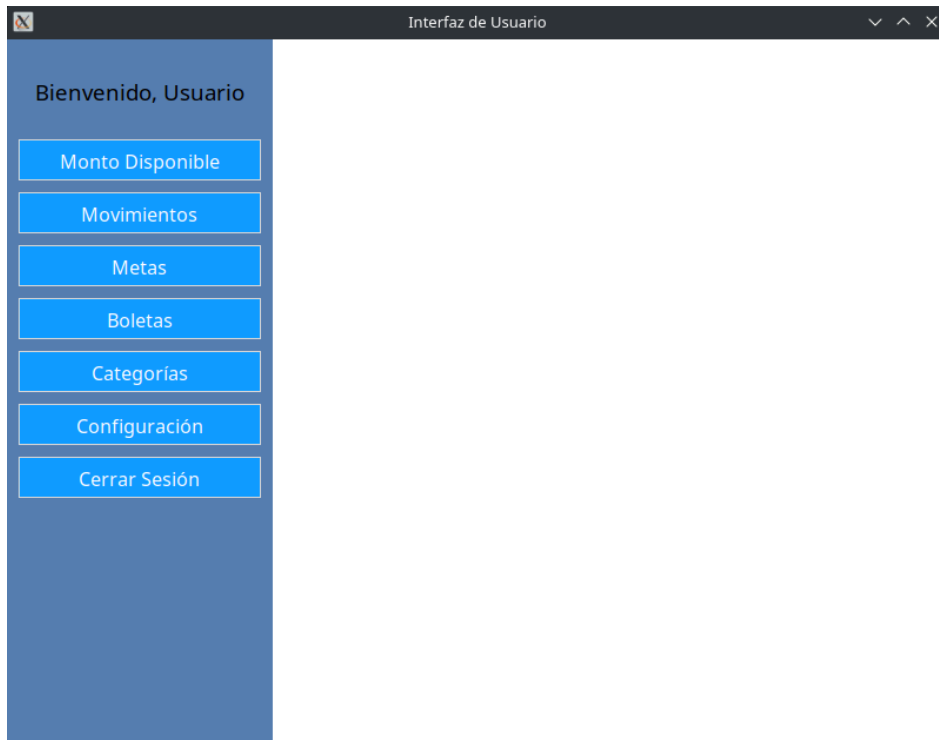 Interfaz de Usuario
Bienvenido, Usuario
Monto Disponible
Movimientos
Metas
Boletas
Categorías
Configuración
Cerrar Sesión